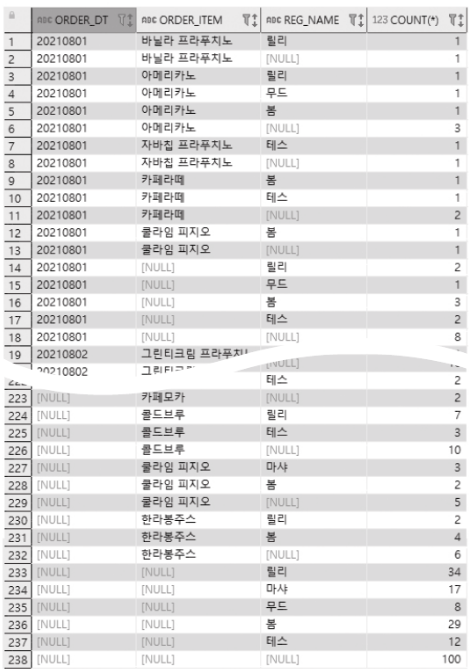 ABC ORDER_DT ABC ORDER_ITEM ABC REG_NAME 123 COUNT(*)
1 20210801 바닐라 프라푸치노 릴리 1
2 20210801 바닐라 프라푸치노 [NULL] 1
3 20210801 아메리카노 릴리 1
4 20210801 아메리카노 무드 1
5 20210801 아메리카노 봄 1
6 20210801 아메리카노 [NULL] 3
7 20210801 자바칩 프라푸치노 테스 1
8 20210801 자바칩 프라푸치노 [NULL] 1
9 20210801 카페라떼 봄 1
10 20210801 카페라떼 테스 1
11 20210801 카페라떼 [NULL] 2
12 20210801 쿨라임 피지오 봄 1
13 20210801 쿨라임 피지오 [NULL] 1
14 20210801 [NULL] 릴리 2
15 20210801 [NULL] 무드 1
16 20210801 [NULL] 봄 3
17 20210801 [NULL] 테스 2
18 20210801 [NULL] [NULL] 8
19 20210802 그린티크림 프라푸치 [NULL]
20210802 그린티크림
테스 2
223 [NULL] 카페모카 [NULL] 2
224 [NULL] 콜드브루 릴리 7
225 [NULL] 콜드브루 테스 3
226 [NULL] 콜드브루 [NULL] 10
227 [NULL] 쿨라임 피지오 마샤 3
228 [NULL] 쿨라임 피지오 봄 2
229 [NULL] 쿨라임 피지오 [NULL] 5
230 [NULL] 한라봉주스 릴리 2
231 [NULL] 한라봉주스 봄 4
232 [NULL] 한라봉주스 [NULL] 6
233 [NULL] [NULL] 릴리 34
234 [NULL] [NULL] 마샤 17
235 [NULL] [NULL] 무드 8
236 [NULL] [NULL] 봄 29
237 [NULL] [NULL] 테스 12
238 [NULL] [NULL] [NULL] 100